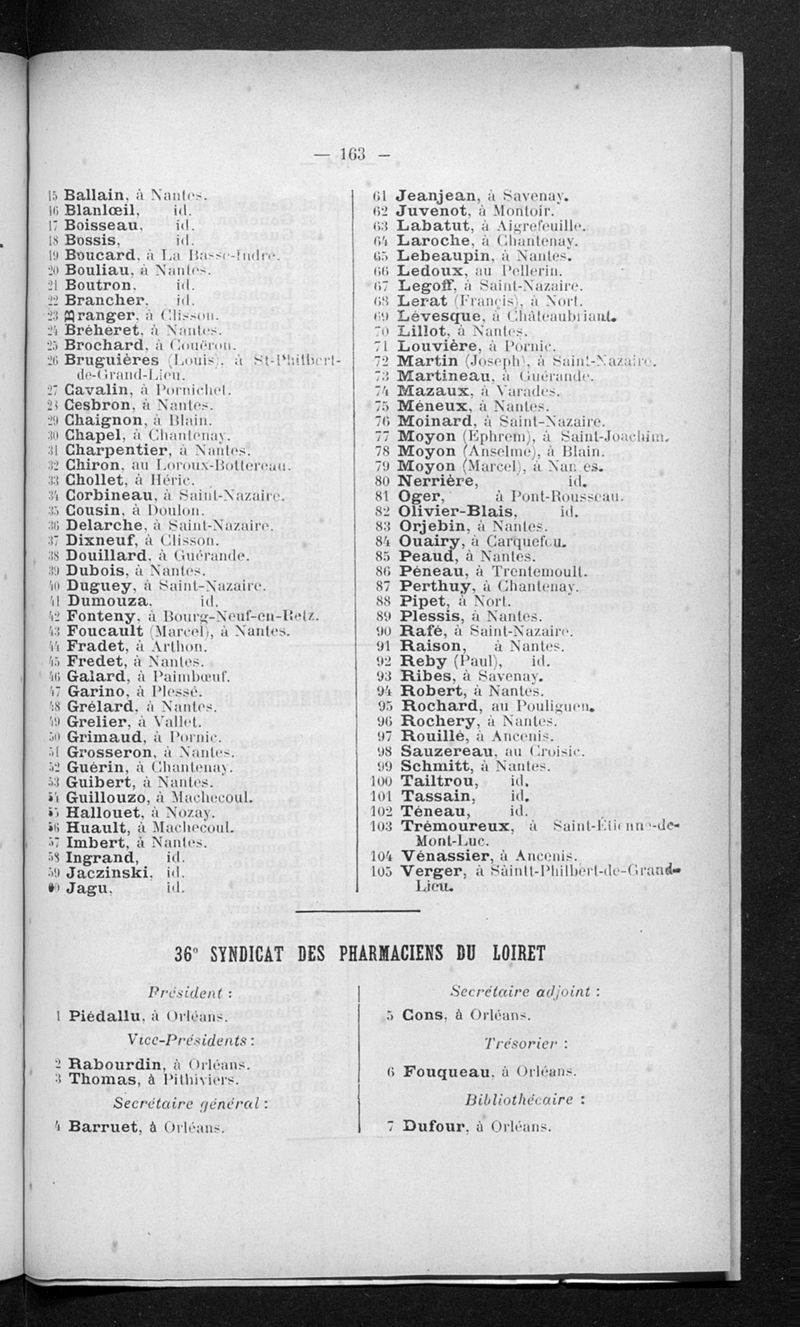 — 163 –
15 Ballain, à Nantes.
16 Blanlœil, id.
17 Boisseau, id.
18 Bossis, id.
19 Boucard, à La Basse-Indre.
20 Bouliau, à Nantes.
21 Boutron, id.
22 Brancher, id.
23 Branger, à Clisson.
24 Bréheret, à Nantes.
25 Brochard, à Couëron.
26 Bruguières (Louis), à St-Philbert-
de-Grand-Lieu.
27 Cavalin, à Pornichet.
28 Cesbron, à Nantes.
29 Chaignon, à Blain.
30 Chapel, à Chantenay.
31 Charpentier, à Nantes.
32 Chiron, au Loroux-Bottereau.
33 Chollet, à Héric.
34 Corbineau, à Saint-Nazaire.
35 Cousin, à Doulon.
36 Delarche, à Saint-Nazaire.
37 Dixneuf, à Clisson.
38 Douillard, à Guérande.
39 Dubois, à Nantes.
40 Duguey, à Saint-Nazaire.
41 Dumouza, id.
42 Fonteny, à Bourg-Neuf-en-Retz.
43 Foucault (Marcel), à Nantes.
44 Fradet, à Arthon.
45 Fredet, à Nantes.
46 Galard, à Paimbœuf.
47 Garino, à Plessé.
48 Grélard, à Nantes.
49 Grelier, à Vallet.
50 Grimaud, à Pornic.
51 Grosseron, à Nantes.
52 Guérin, à Chantenay.
53 Guibert, à Nantes.
54 Guillouzo, à Machecoul.
55 Hallouet, à Nozay.
56 Huault, à Machecoul.
57 Imbert, à Nantes.
58 Ingrand, id.
59 Jaczinski, id.
60 Jagu, id.
61 Jeanjean, à Savenay.
62 Juvenot, à Montoir.
63 Labatut, à Aigrefeuille.
64 Laroche, à Chantenay.
65 Lebeaupin, à Nantes.
66 Ledoux, au Pellerin.
67 Legoff, à Saint-Nazaire.
68 Lerat (Francis), à Nort.
69 Lévesque, à Châteaubriant.
70 Lillot, à Nantes.
71 Louvière, à Pornic.
72 Martin (Joseph), à Saint-Nazaire.
73 Martineau, à Guérande.
74 Mazaux, à Varades.
75 Méneux, à Nantes.
76 Moinard, à Saint-Nazaire.
77 Moyon (Ephrem), à Saint-Joachim.
78 Moyon (Anselme), à Blain.
79 Moyon (Marcel), à Nantes.
80 Nerrière, id.
81 Oger, à Pont-Rousseau.
82 Olivier-Blais, id.
83 Orjebin, à Nantes.
84 Ouairy, à Carquefou.
85 Peaud, à Nantes.
86 Péneau, à Trentemoult.
87 Perthuy, à Chantenay.
88 Pipet, à Nort.
89 Plessis, à Nantes.
90 Rafé, à Saint-Nazaire.
91 Raison, à Nantes.
92 Reby (Paul), id.
93 Ribes, à Savenay.
94 Robert, à Nantes.
95 Rochard, au Pouliguen.
96 Rochery, à Nantes.
97 Rouillé, à Ancenis.
98 Sauzereau, au Croisic.
99 Schmitt, à Nantes.
100 Tailtrou, id.
101 Tassain, id.
102 Téneau, id.
103 Trémoureux, à Saint-Etienne-de-
Mont-Luc.
104 Vénassier, à Ancenis.
105 Verger, à Saintt-Philbert-de-Grand-
Lieu.
36° SYNDICAT DES PHARMACIENS DU LOIRET
Président :
1 Piédallu, à Orléans.
Vice-Présidents :
2 Rabourdin, à Orléans.
3 Thomas, à Pithiviers.
Secrétaire général :
4 Barruet, à Orléans.
Secrétaire adjoint :
5 Cons, à Orléans.
Trésorier :
6 Fouqueau, à Orléans.
Bibliothécaire :
7 Dufour, à Orléans.